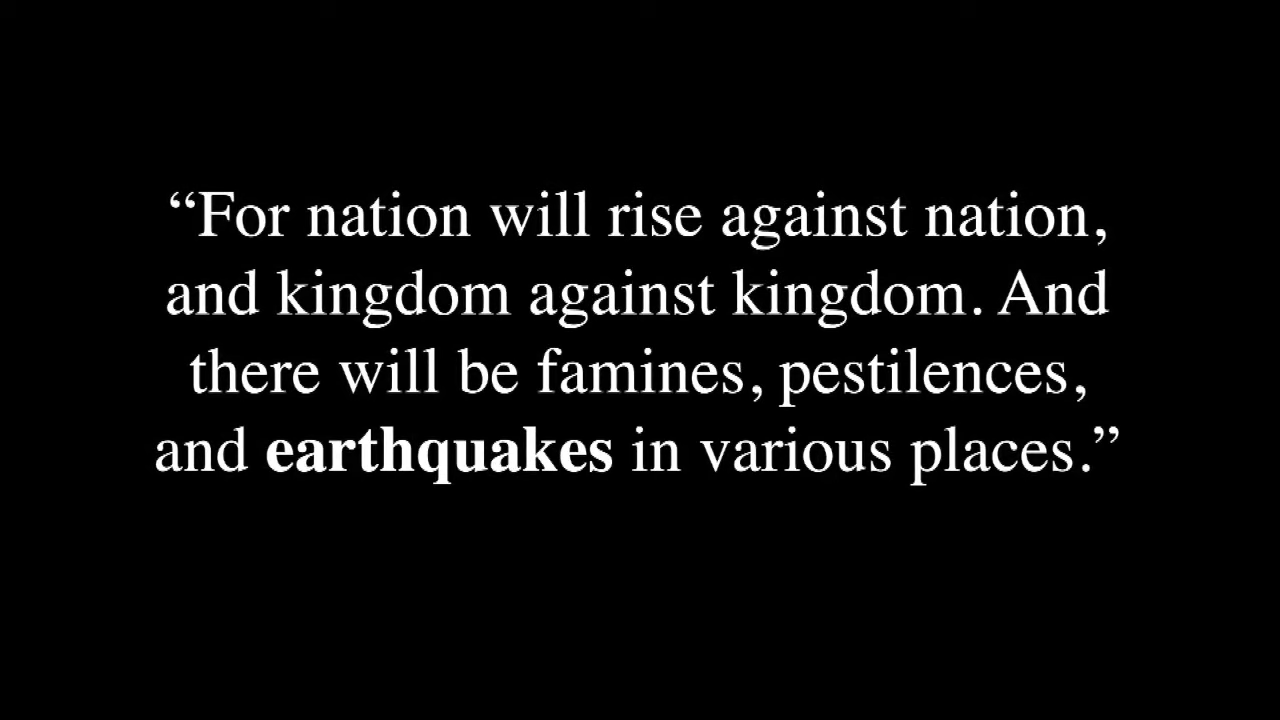 “For nation will rise against nation,
and kingdom against kingdom. And
there will be famines, pestilences,
and earthquakes in various places.”